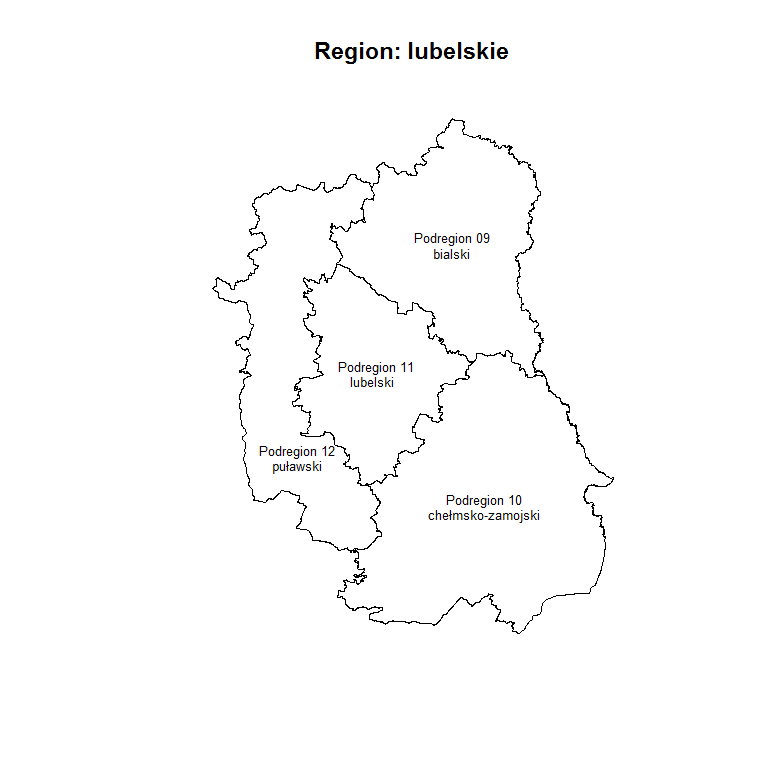 Region: lubelskie
Podregion 09
bialski
Podregion 11
lubelski
Podregion 12
puławski
Podregion 10
chełmsko-zamojski